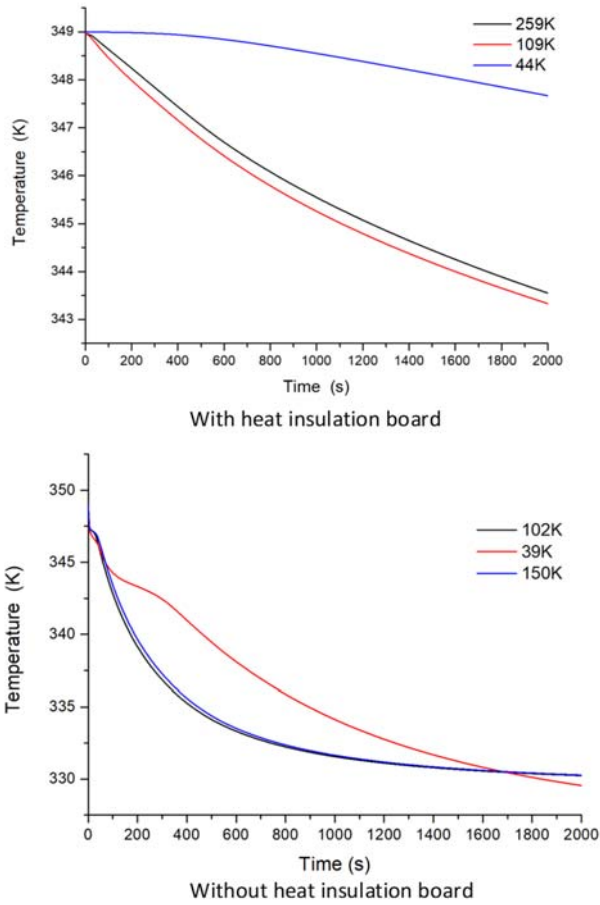 259K
109K
44K
349
348
347
346
345
344
343
Temperature (K)
0 200 400 600 800 1000 1200 1400 1600 1800 2000
Time (s)
With heat insulation board
102K
39K
150K
350
345
340
335
330
Temperature (K)
0 200 400 600 800 1000 1200 1400 1600 1800 2000
Time (s)
Without heat insulation board